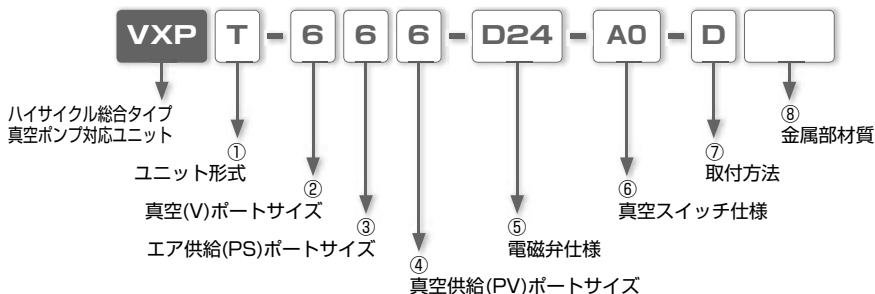 VXP T - 6 6 6 - D24 - A0 - D
ハイサイクル総合タイプ
真空ポンプ対応ユニット
①
ユニット形式
②
真空(V)ポートサイズ
③
エア供給(PS)ポートサイズ
④
真空供給(PV)ポートサイズ
⑤
電磁弁仕様
⑥
真空スイッチ仕様
⑦
取付方法
⑧
金属部材質